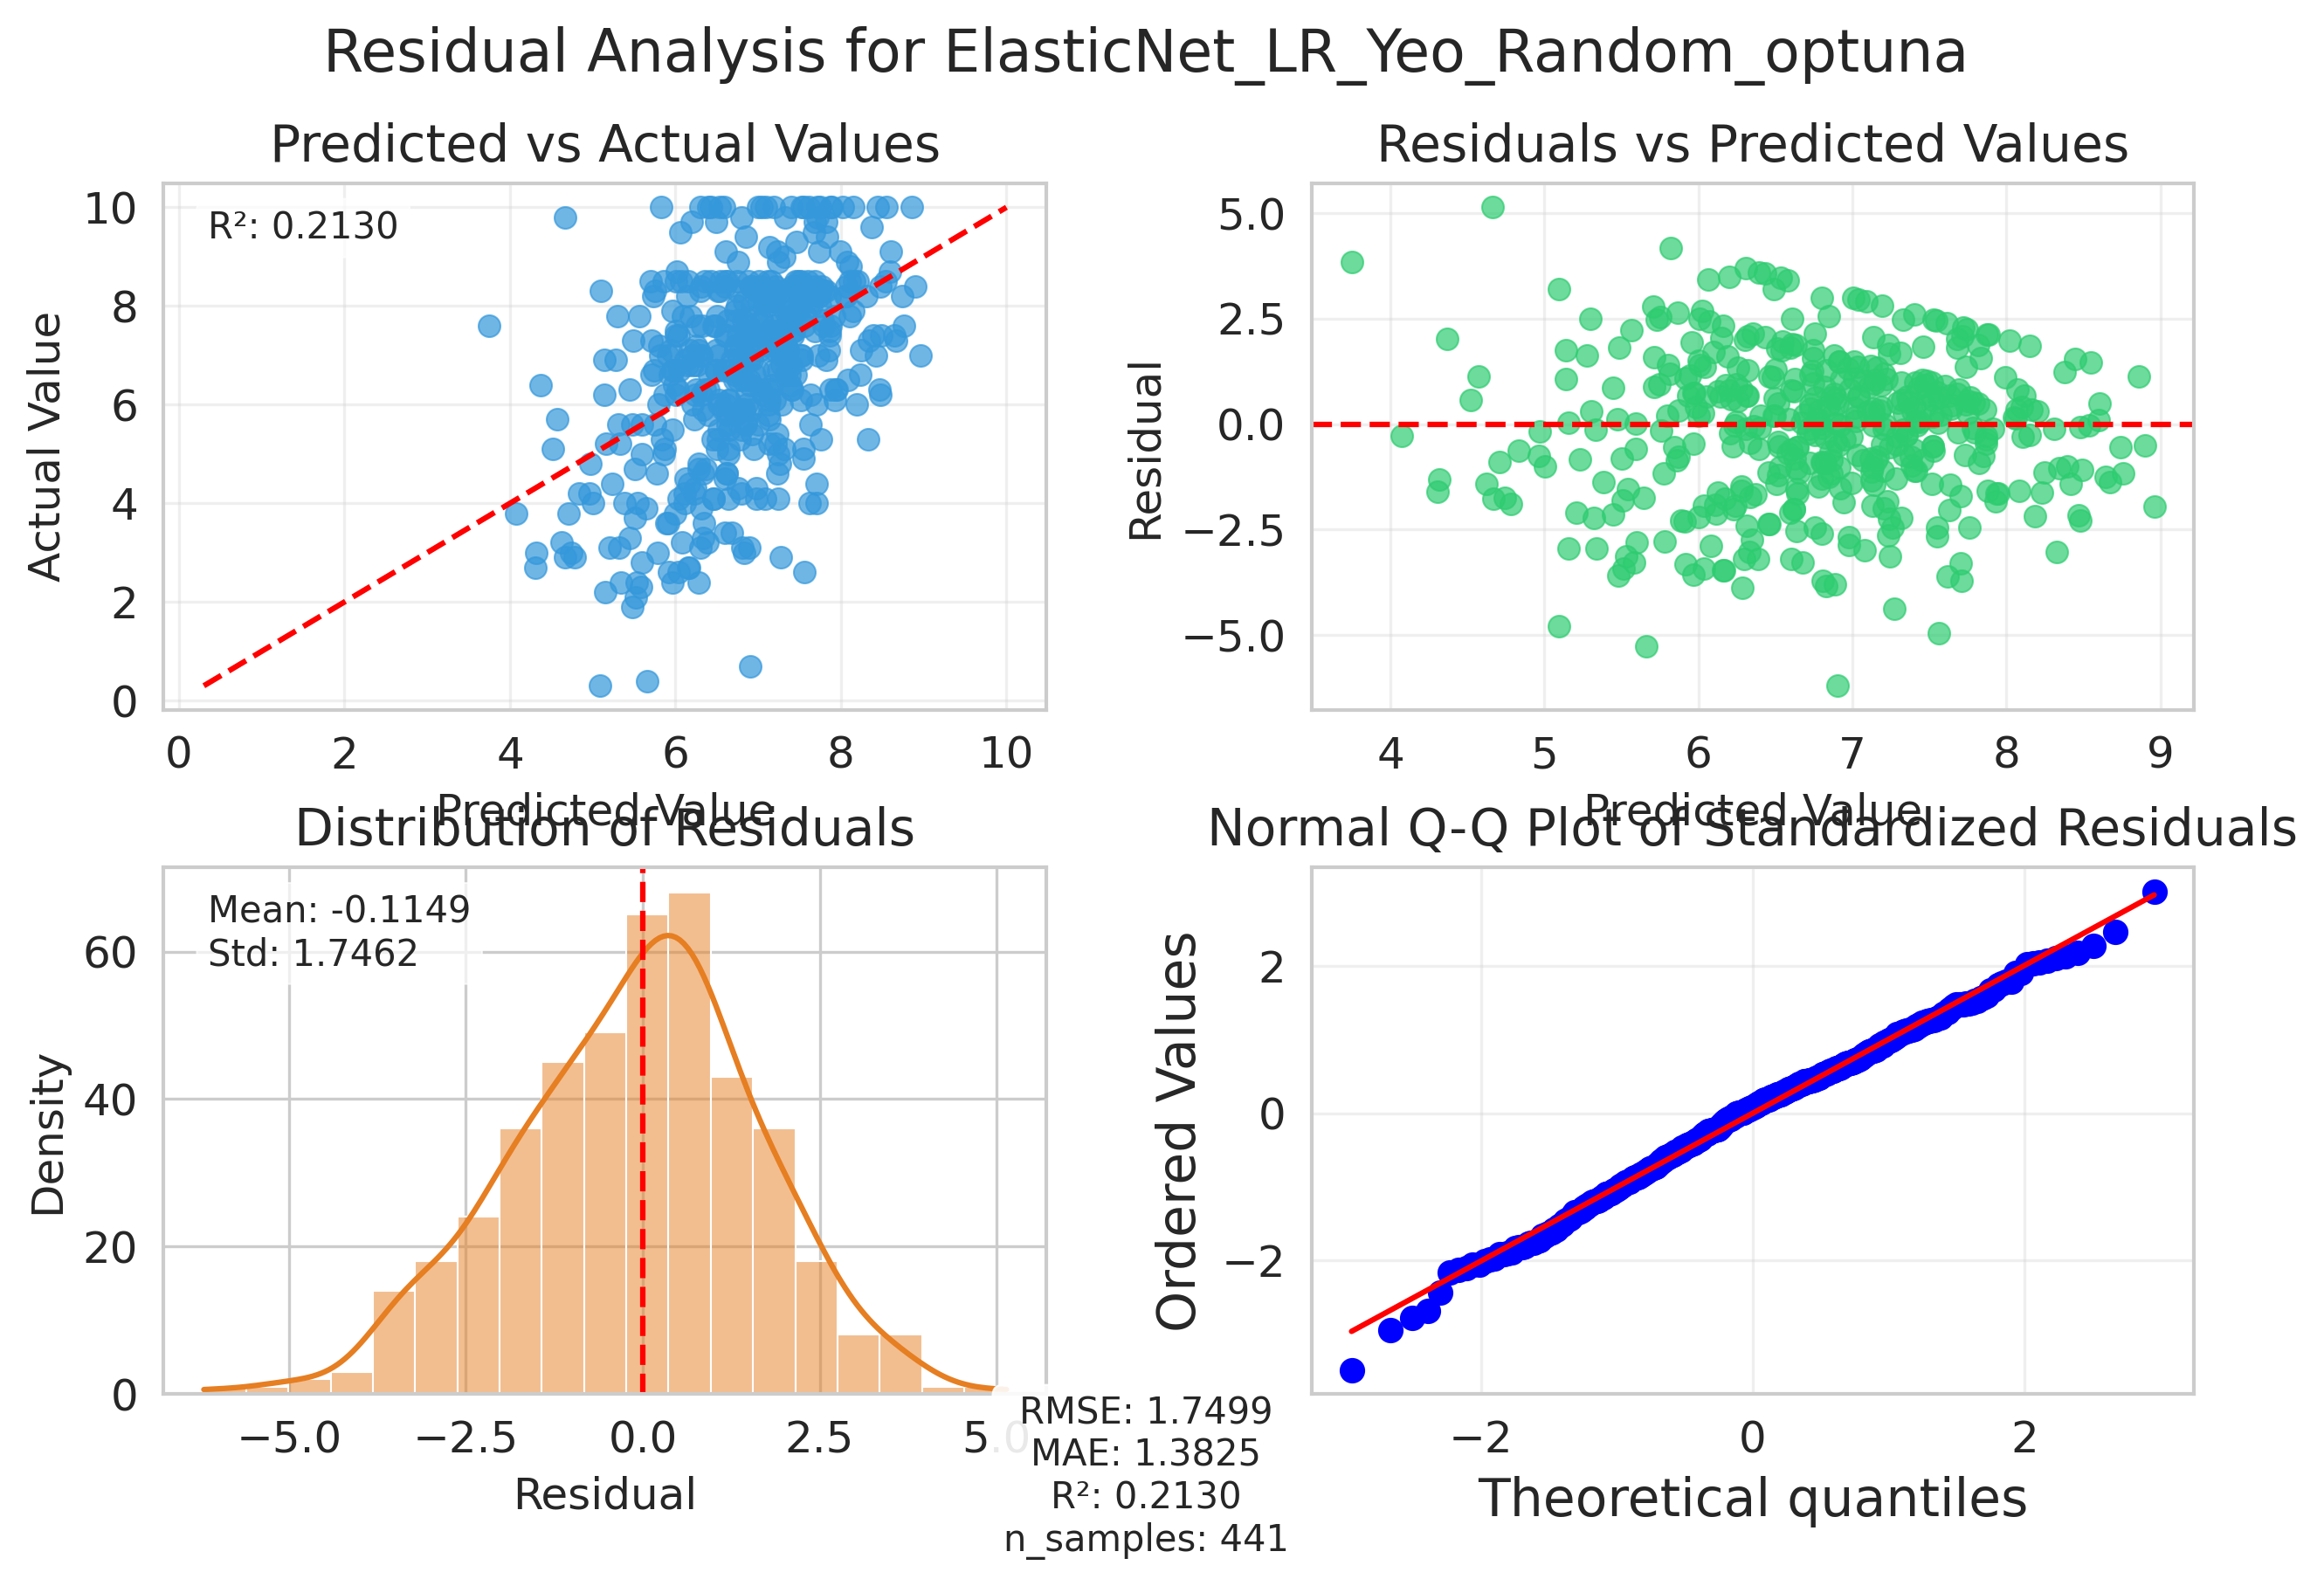 Residual Analysis for ElasticNet_LR_Yeo_Random_optuna
Predicted vs Actual Values
R²: 0.2130
Actual Value
10
8
6
4
2
0
0 2 4 6 8 10
Predicted Value
Residuals vs Predicted Values
Residual
5.0
2.5
0.0
−2.5
−5.0
4 5 6 7 8 9
Predicted Value
Distribution of Residuals
Mean: -0.1149
Std: 1.7462
Density
60
40
20
0
−5.0 −2.5 0.0 2.5 5.0
Residual
Normal Q-Q Plot of Standardized Residuals
Ordered Values
2
0
−2
−2 0 2
Theoretical quantiles
RMSE: 1.7499
MAE: 1.3825
R²: 0.2130
n_samples: 441